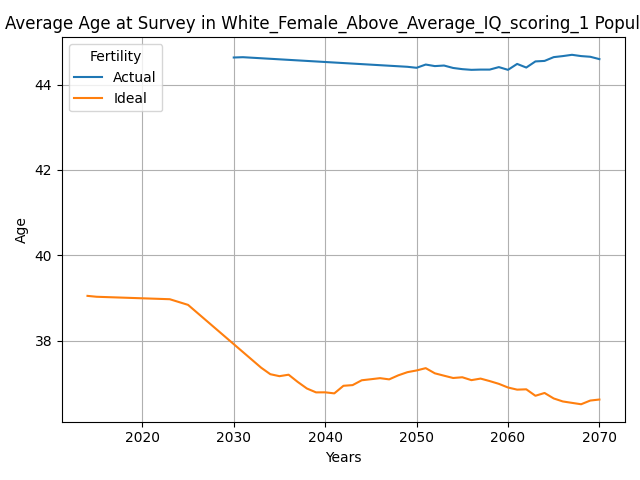 Average Age at Survey in White_Female_Above_Average_IQ_scoring_1 Popul
Fertility
Actual
Ideal
44
42
40
38
Age
2020 2030 2040 2050 2060 2070
Years